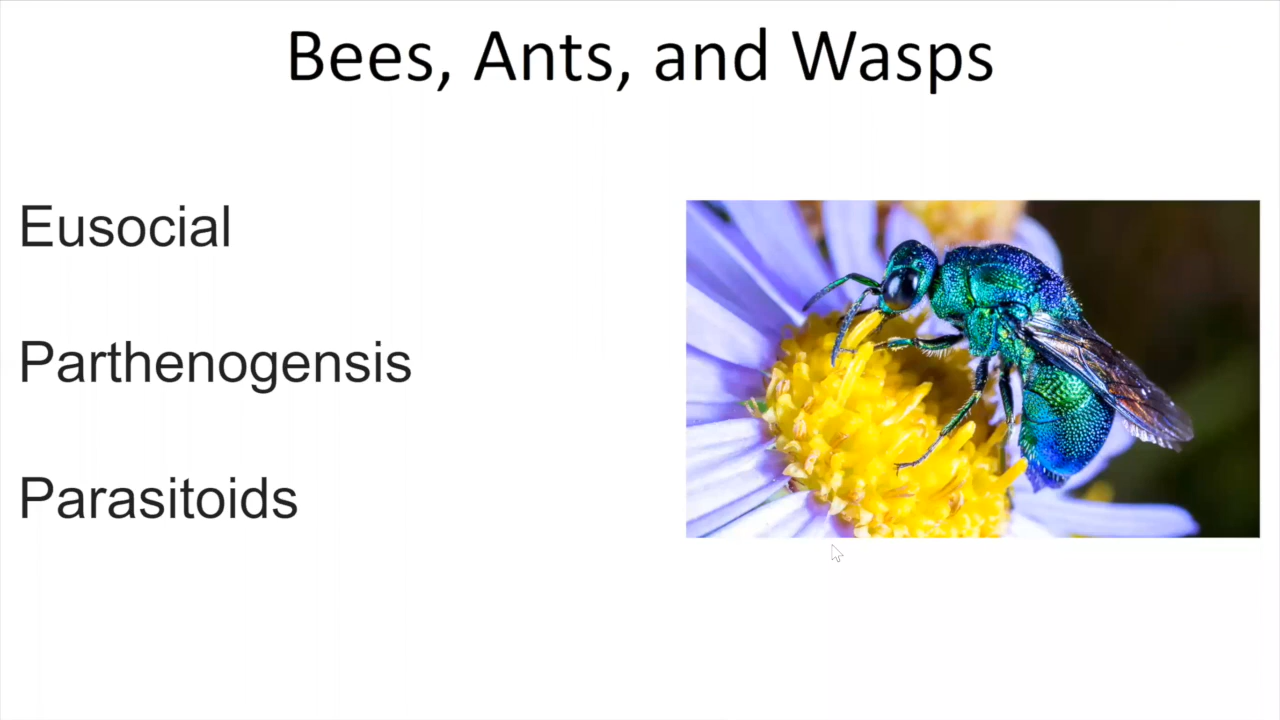 Bees, Ants, and Wasps
Eusocial
Parthenogensis
Parasitoids